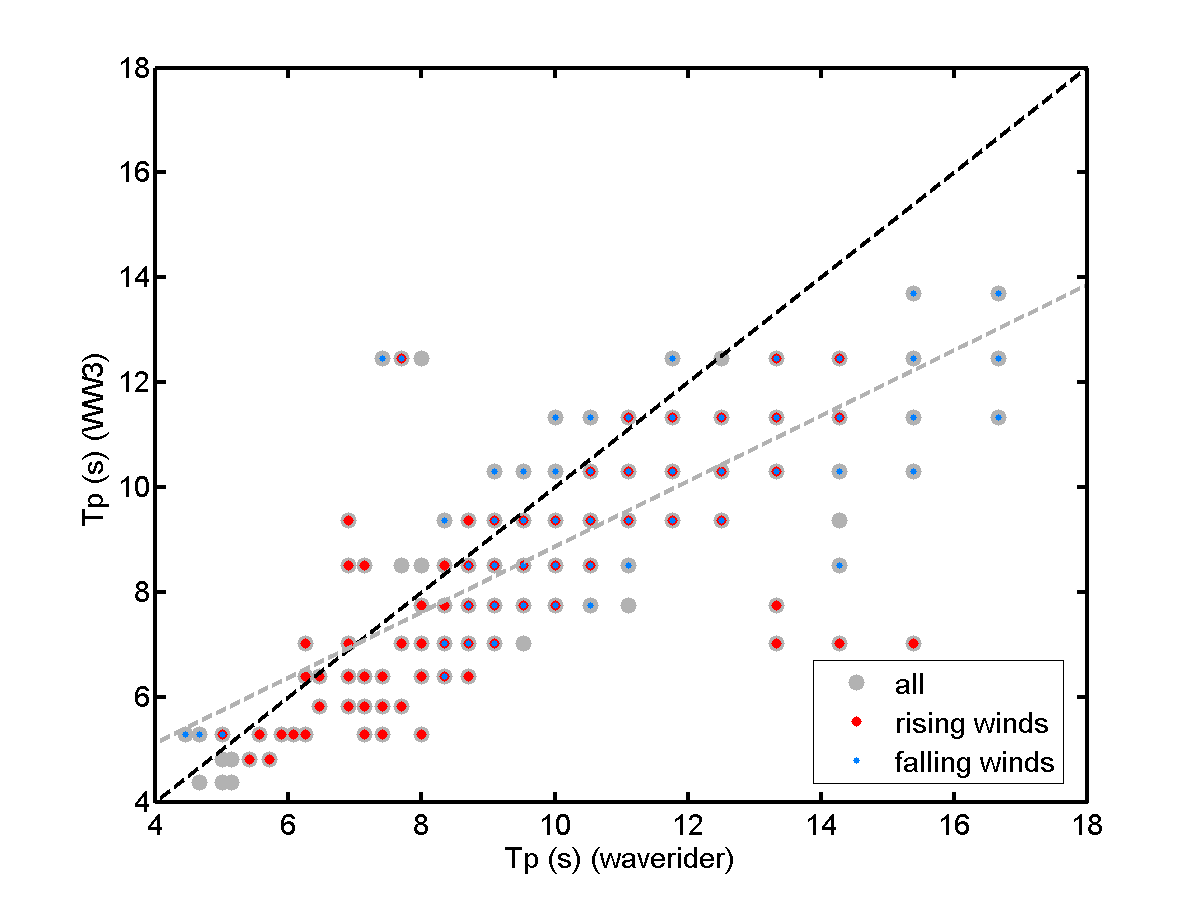 18
16
14
12
10
8
6
4
Tp (s) (WW3)
all
rising winds
falling winds
4 6 8 10 12 14 16 18
Tp (s) (waverider)